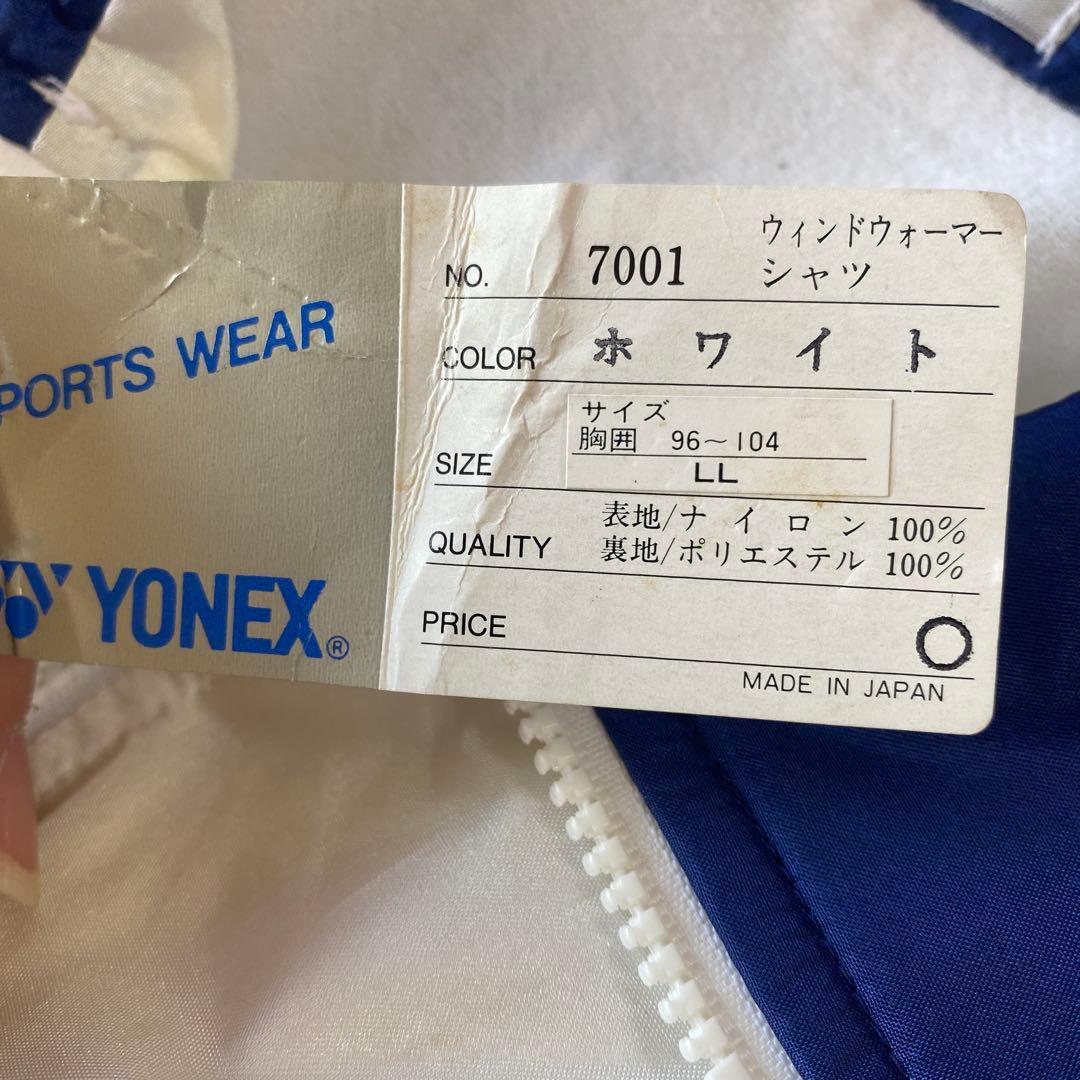 PORTS WEAR
YONEX®
ウィンドウォーマー
NO. 7001 シャツ
COLOR ホワイト
サイズ
胸囲 96~104
SIZE LL
表地/ナイロン 100%
QUALITY 裏地/ポリエステル 100%
PRICE
MADE IN JAPAN